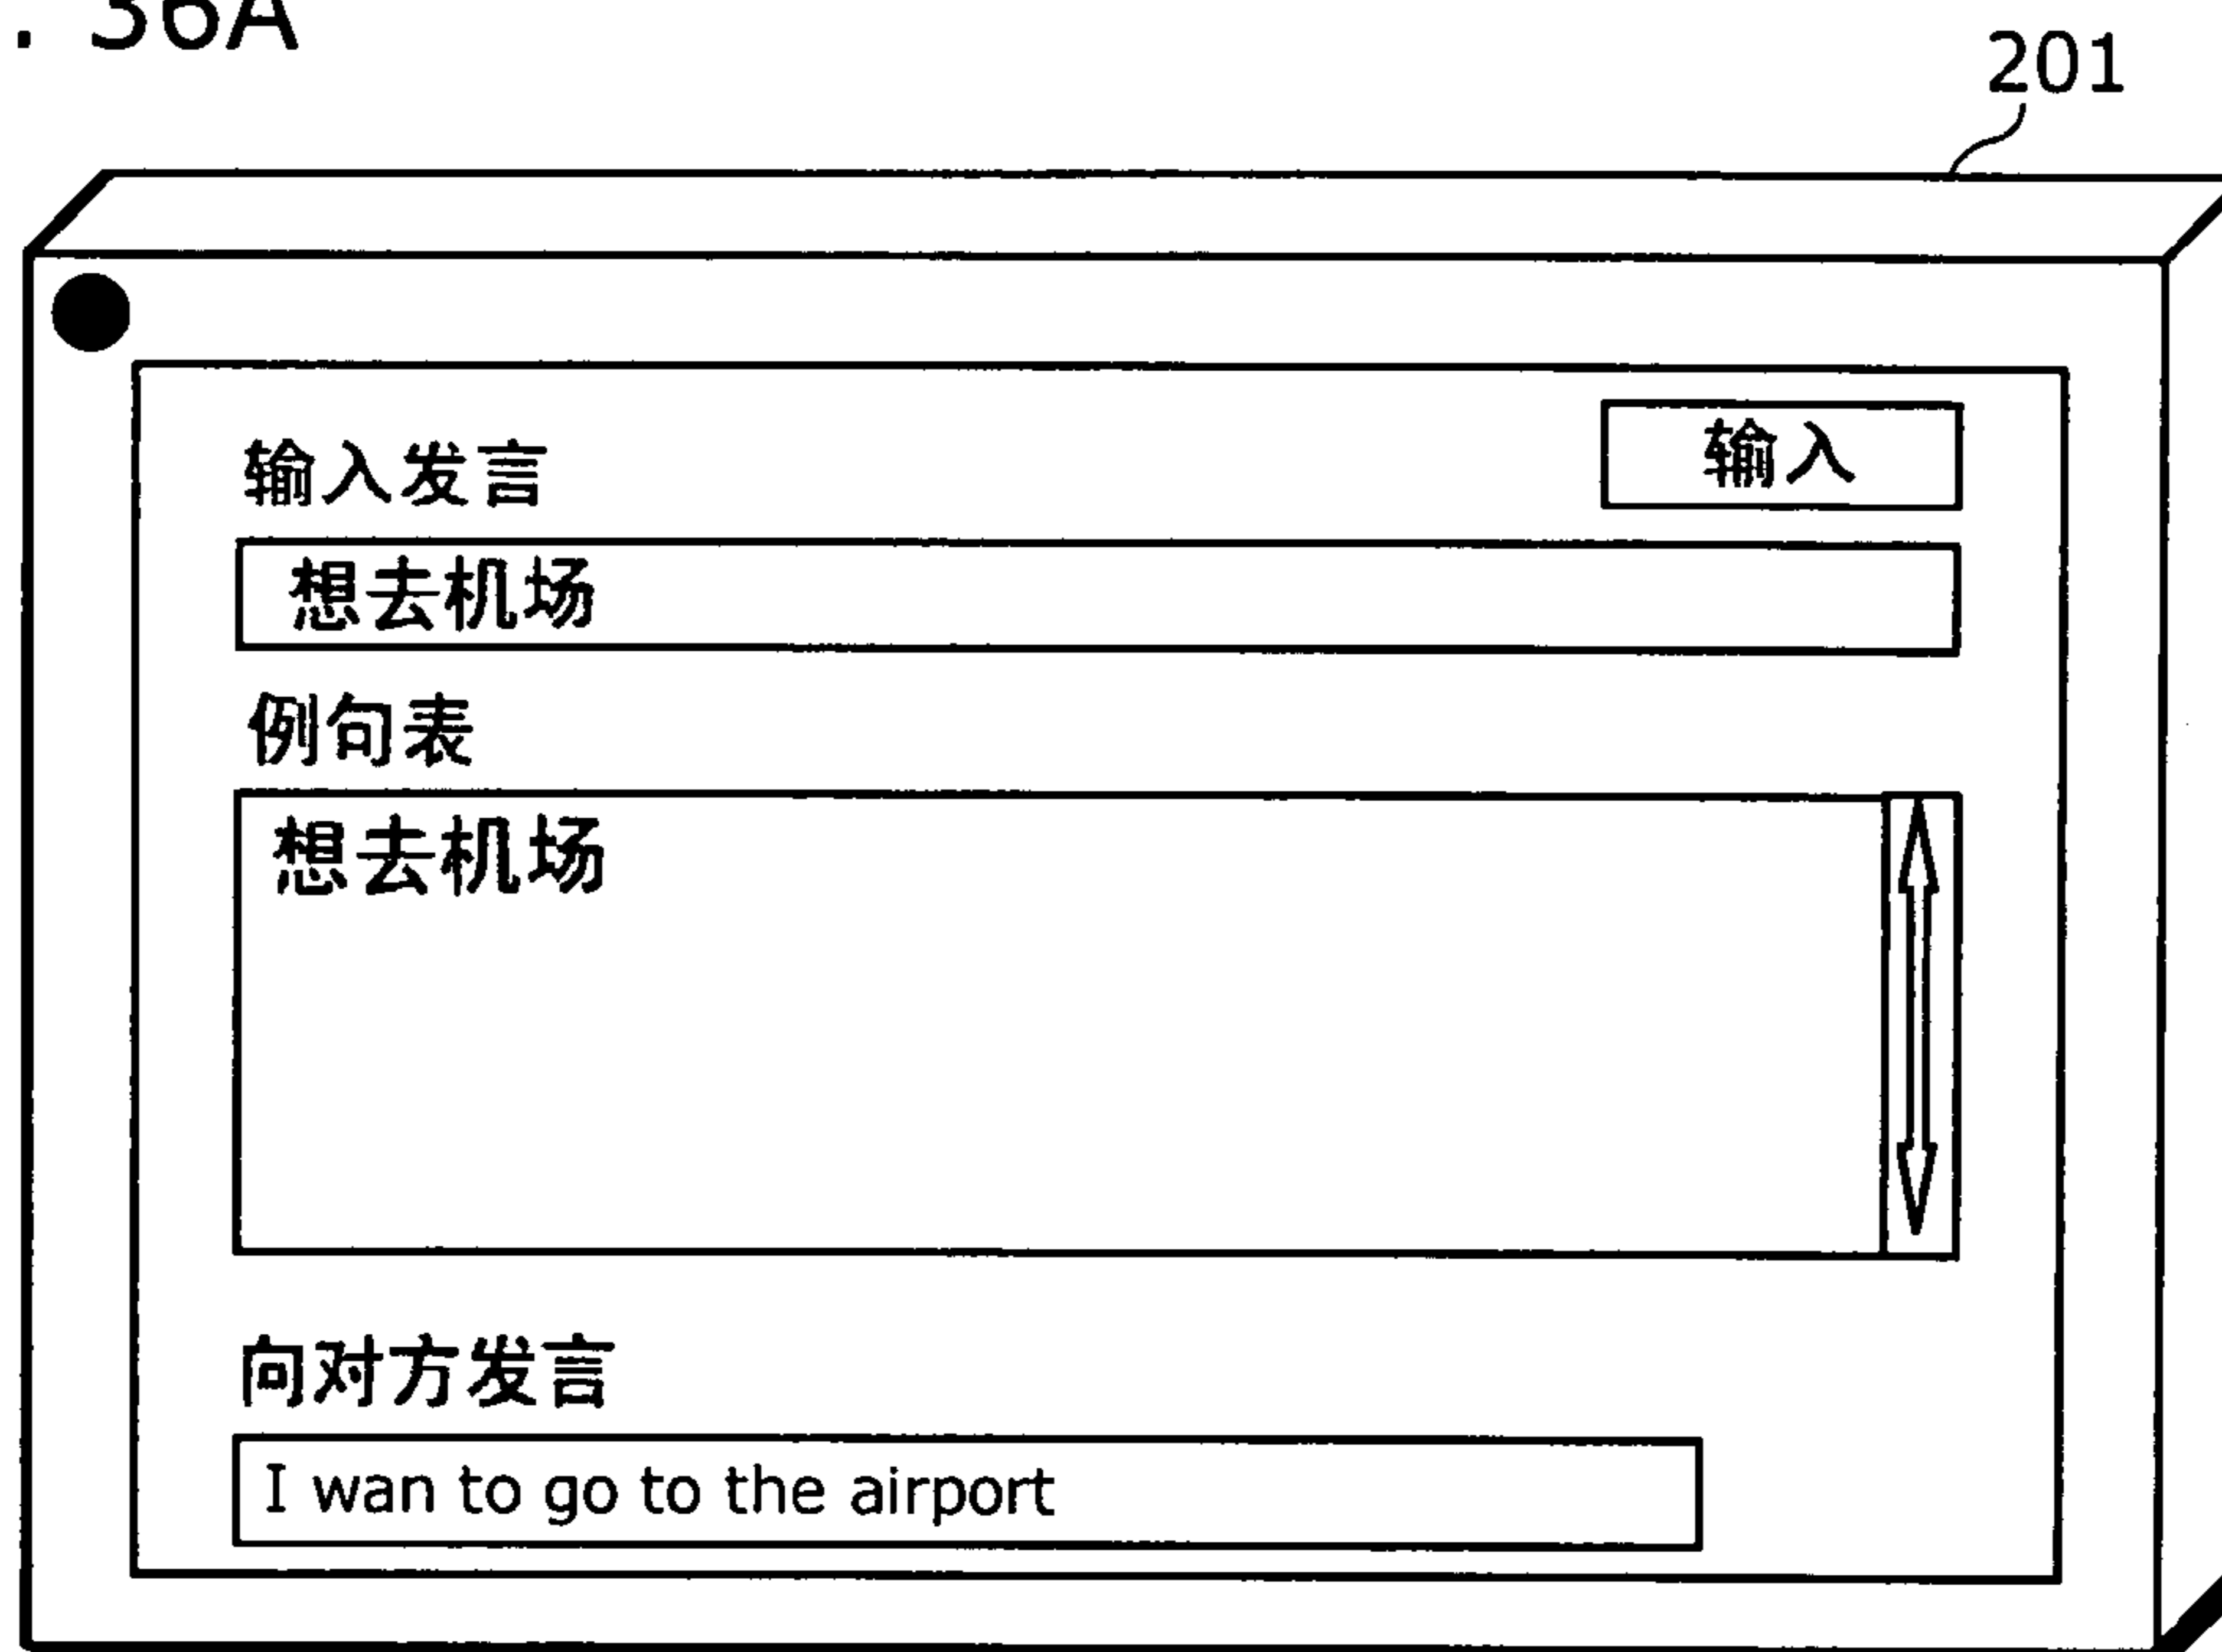 . 36A
201
输入发言
输入
想去机场
例句表
想去机场
向对方发言
I wan to go to the airport